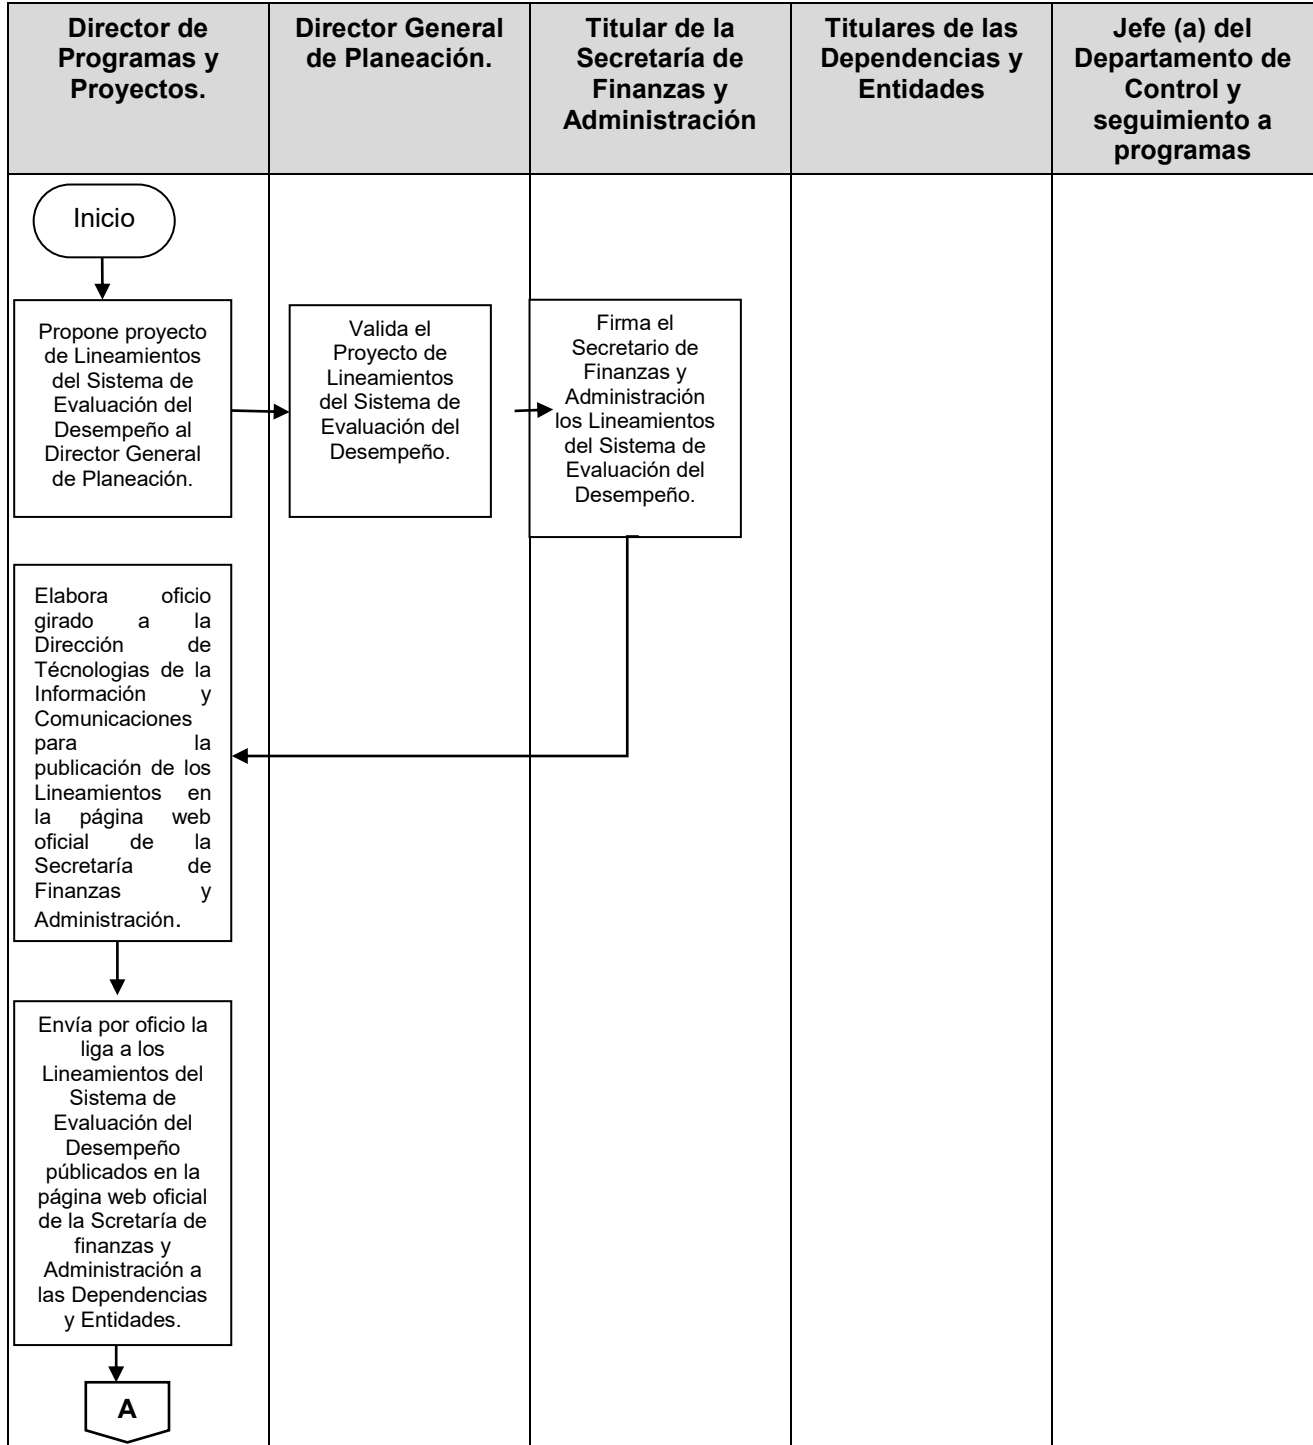 Director de
Programas y
Proyectos.
Director General
de Planeación.
Titular de la
Secretaría de
Finanzas y
Administración
Titulares de las
Dependencias y
Entidades
Jefe (a) del
Departamento de
Control y
seguimiento a
programas
Inicio
Propone proyecto
de Lineamientos
del Sistema de
Evaluación del
Desempeño al
Director General
de Planeación.
Valida el
Proyecto de
Lineamientos
del Sistema de
Evaluación del
Desempeño.
Firma el
Secretario de
Finanzas y
Administración
los Lineamientos
del Sistema de
Evaluación del
Desempeño.
Elabora oficio
girado a la
Dirección de
Técnologias de la
Información y
Comunicaciones
para la
publicación de los
Lineamientos en
la página web
oficial de la
Secretaría de
Finanzas y
Administración.
Envía por oficio la
liga a los
Lineamientos del
Sistema de
Evaluación del
Desempeño
públicados en la
página web oficial
de la Scretaría de
finanzas y
Administración a
las Dependencias
y Entidades.
A